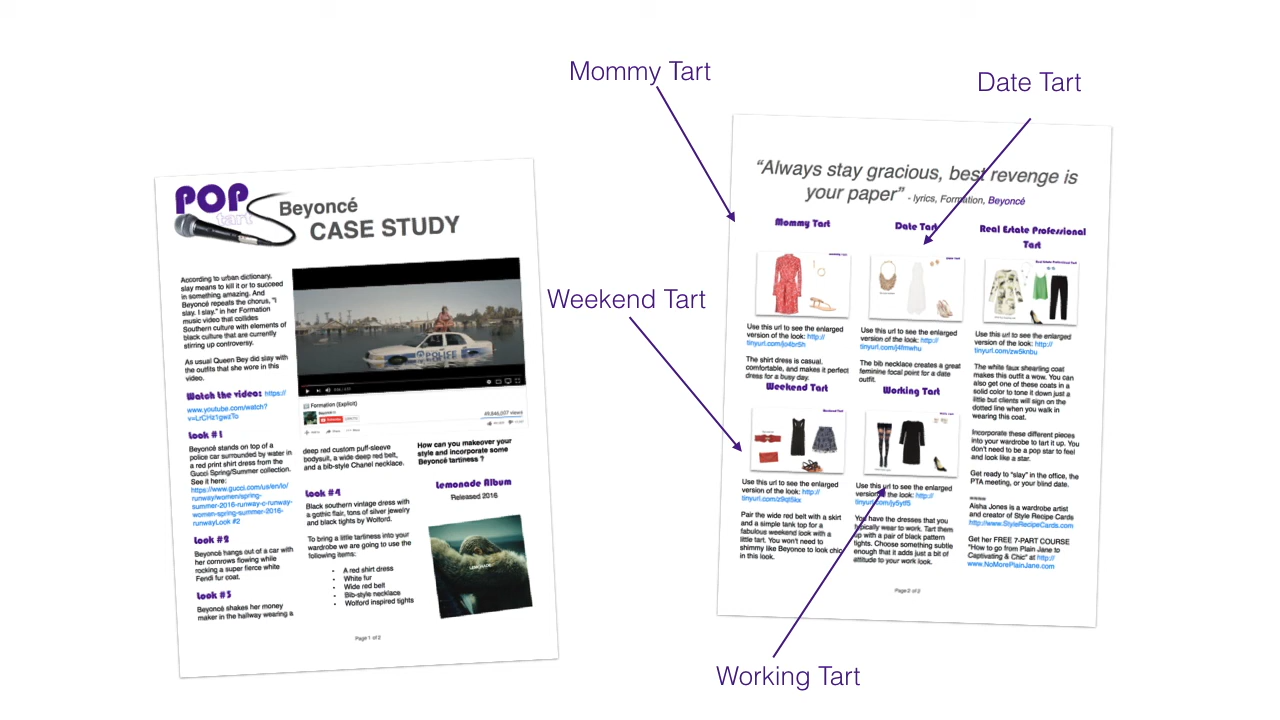 Mommy Tart
Date Tart
Weekend Tart
Working Tart
POP
tart
Beyoncé
CASE STUDY
According to urban dictionary,
slay means to kill it or to succeed
in something amazing. And
Beyoncé repeats the chorus, "I
slay. I slay." in her Formation
music video that collides
Southern culture with elements of
black culture that are currently
stirring up controversy.
As usual Queen Bey did slay with
the outfits that she wore in this
video.
Watch the video: https://
www.youtube.com/watch?
v=LrCHz1gwzTo
Look #1
Beyoncé stands on top of a
police car surrounded by water in
a red print shirt dress from the
Gucci Spring/Summer collection.
See it here:
https://www.gucci.com/us/en/lo/
runway/women/spring-
summer-2016-runway-c-runway-
women-spring-summer-2016-
runwayLook #2
Look #2
Beyoncé hangs out of a car with
her cornrows flowing while
rocking a super fierce white
Fendi fur coat.
Look #3
Beyoncé shakes her money
maker in the hallway wearing a
POLICE
Formation (Explicit)
49,846,007 views
deep red custom puff-sleeve
bodysuit, a wide deep red belt,
and a bib-style Chanel necklace.
Look #4
Black southern vintage dress with
a gothic fair, tons of silver jewelry
and black tights by Wolford.
To bring a little tartiness into your
wardrobe we are going to use the
following items:
• A red shirt dress
• White fur
• Wide red belt
• Bib-style necklace
• Wolford inspired tights
How can you makeover your
style and incorporate some
Beyoncé tartiness ?
Lemonade Album
Released 2016
LEMONADE
Page 1 of 2
“Always stay gracious, best revenge is
your paper” - lyrics, Formation, Beyoncé
Mommy Tart
Use this url to see the enlarged
version of the look: http://
tinyurl.com/jo4br5h
The shirt dress is casual.
comfortable, and makes it perfect
dress for a busy day.
Weekend Tart
Use this url to see the enlarged
version of the look: http://
tinyurl.com/z9qt5kx
Pair the wide red belt with a skirt
and a simple tank top for a
fabulous weekend look with a
little tart. You won't need to
shimmy like Beyonce to look chic
in this look.
Date Tart
Use this url to see the enlarged
version of the look: http://
tinyurl.com/j4fmwhu
The bib necklace creates a great
feminine focal point for a date
outfit.
Working Tart
Use this url to see the enlarged
version of the look: http://
tinyurl.com/jy5ytf5
You have the dresses that you
typically wear to work. Tart them
up with a pair of black pattern
tights. Choose something subtle
enough that it adds just a bit of
attitude to your work look.
Real Estate Professional
Tart
Real Estate Professional Tart
Use this url to see the enlarged
version of the look: http://
tinyurl.com/zw5knbu
The white faux shearling coat
makes this outfit a wow. You can
also get one of these coats in a
solid color to tone it down just a
little but clients will sign on the
dotted line when you walk in
wearing this coat.
Incorporate these different pieces
into your wardrobe to tart it up. You
don't need to be a pop star to feel
and look like a star.
Get ready to “slay” in the office, the
PTA meeting, or your blind date.
=====
Aisha Jones is a wardrobe artist
and creator of Style Recipe Cards
http://www.StyleRecipeCards.com
Get her FREE 7-PART COURSE
"How to go from Plain Jane to
Captivating & Chic" at http://
www.NoMorePlainJane.com
Page 2 of 2